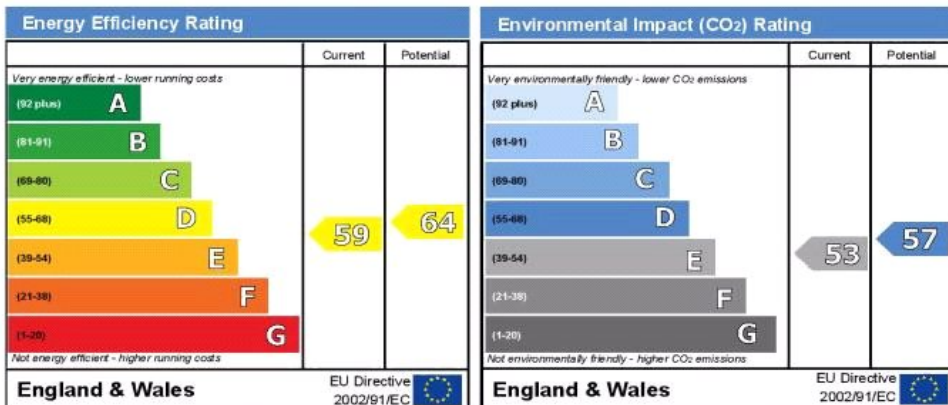 Energy Efficiency Rating
Current Potential
Very energy efficient - lower running costs
(92 plus) A
(81-91) B
(69-80) C
(55-68) D
(39-54) E
(21-38) F
(1-20) G
59
64
Not energy efficient - higher running costs
England & Wales
EU Directive
2002/91/EC
Environmental Impact (CO₂) Rating
Current Potential
Very environmentally friendly - lower CO₂ emissions
(92 plus) A
(81-91) B
(69-80) C
(55-68) D
(39-54) E
(21-38) F
(1-20) G
53
57
Not environmentally friendly - higher CO₂ emissions
England & Wales
EU Directive
2002/91/EC